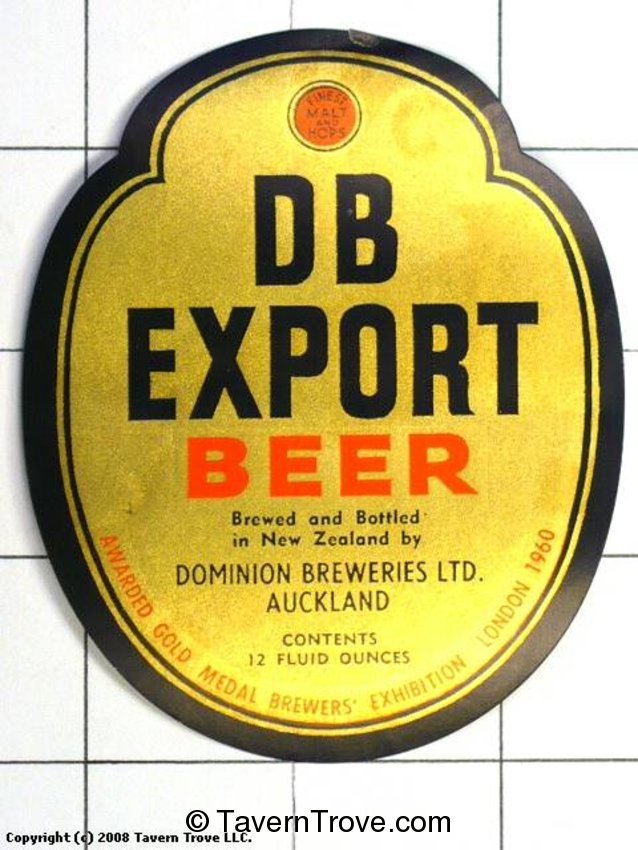 FINEST
MALT
AND
HOPS
DB
EXPORT
BEER
Brewed and Bottled
in New Zealand by
DOMINION BREWERIES LTD.
AUCKLAND
CONTENTS
12 FLUID OUNCES
AWARDED GOLD MEDAL BREWERS' EXHIBITION LONDON 1960
© TavernTrove.com
Copyright (c) 2008 Tavern Trove LLC.